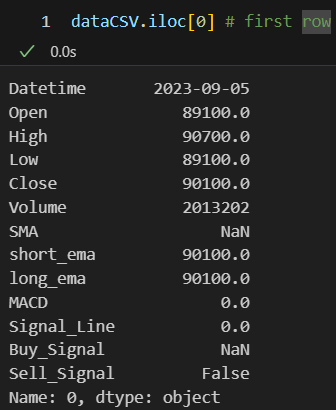 1 dataCSV.iloc[0] # first row
0.0s
Datetime 2023-09-05
Open 89100.0
High 90700.0
Low 89100.0
Close 90100.0
Volume 2013202
SMA NaN
short_ema 90100.0
long_ema 90100.0
MACD 0.0
Signal_Line 0.0
Buy_Signal NaN
Sell_Signal False
Name: 0, dtype: object